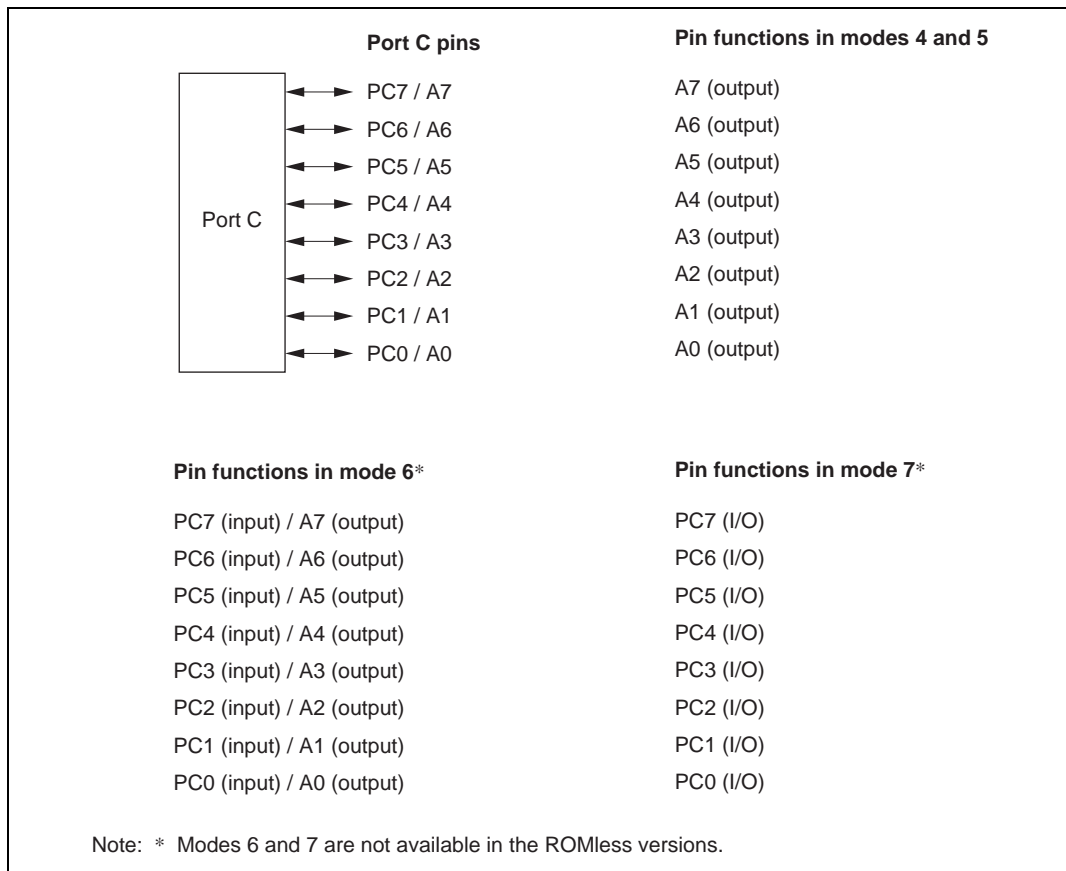 Port C pins
Pin functions in modes 4 and 5
Port C
PC7 / A7
A7 (output)
PC6 / A6
A6 (output)
PC5 / A5
A5 (output)
PC4 / A4
A4 (output)
PC3 / A3
A3 (output)
PC2 / A2
A2 (output)
PC1 / A1
A1 (output)
PC0 / A0
A0 (output)
Pin functions in mode 6*
PC7 (input) / A7 (output)
PC6 (input) / A6 (output)
PC5 (input) / A5 (output)
PC4 (input) / A4 (output)
PC3 (input) / A3 (output)
PC2 (input) / A2 (output)
PC1 (input) / A1 (output)
PC0 (input) / A0 (output)
Pin functions in mode 7*
PC7 (I/O)
PC6 (I/O)
PC5 (I/O)
PC4 (I/O)
PC3 (I/O)
PC2 (I/O)
PC1 (I/O)
PC0 (I/O)
Note: * Modes 6 and 7 are not available in the ROMless versions.